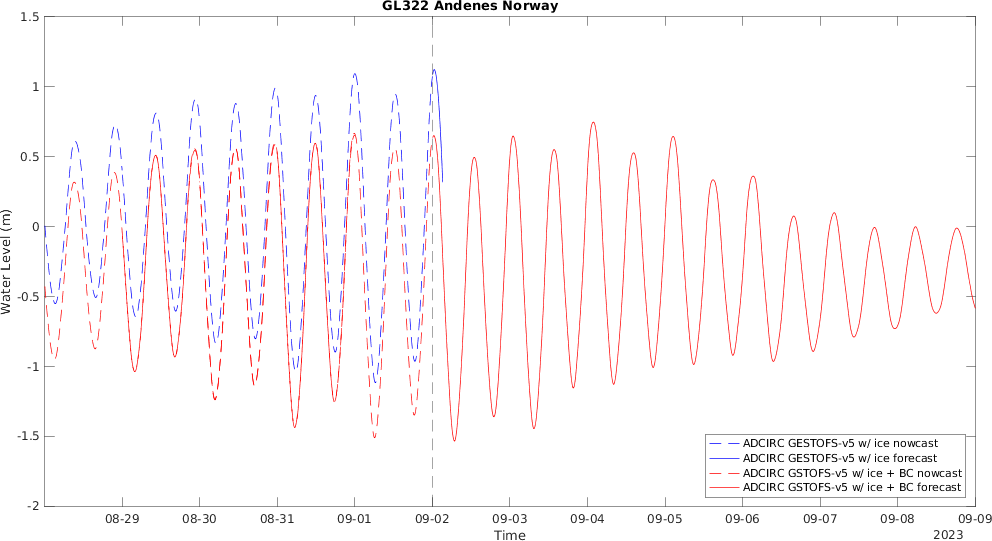 GL322 Andenes Norway
1.5
1
0.5
0
-0.5
-1
-1.5
-2
Water Level (m)
ADCIRC GESTOFS-v5 w/ ice nowcast
ADCIRC GESTOFS-v5 w/ ice forecast
ADCIRC GSTOFS-v5 w/ ice + BC nowcast
ADCIRC GSTOFS-v5 w/ ice + BC forecast
08-29 08-30 08-31 09-01 09-02 09-03 09-04 09-05 09-06 09-07 09-08 09-09
Time 2023